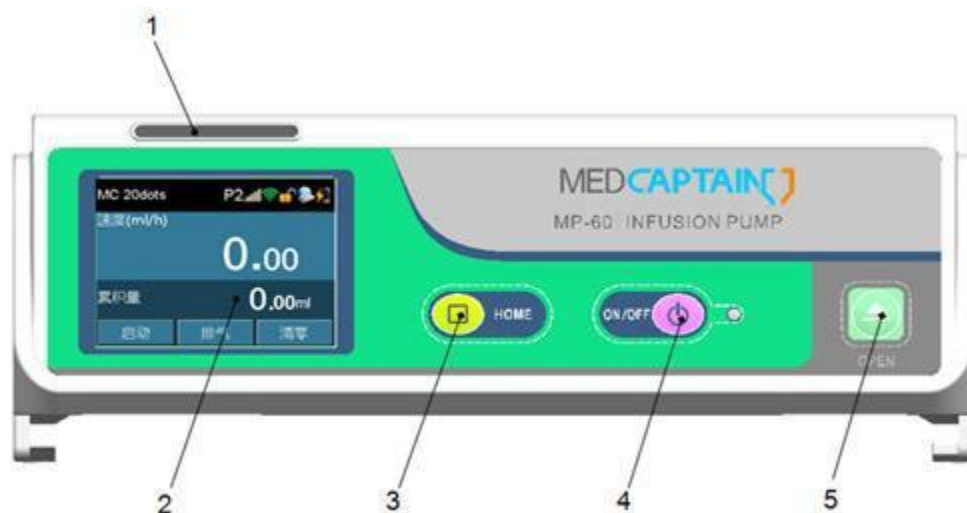 1
MC 20dots P2
速度(ml/h)
0.00
累积量 0.00ml
启动 排气 清零
MEDCAPTAIN
MP-60 INFUSION PUMP
HOME
ON/OFF
OPEN
2 3 4 5